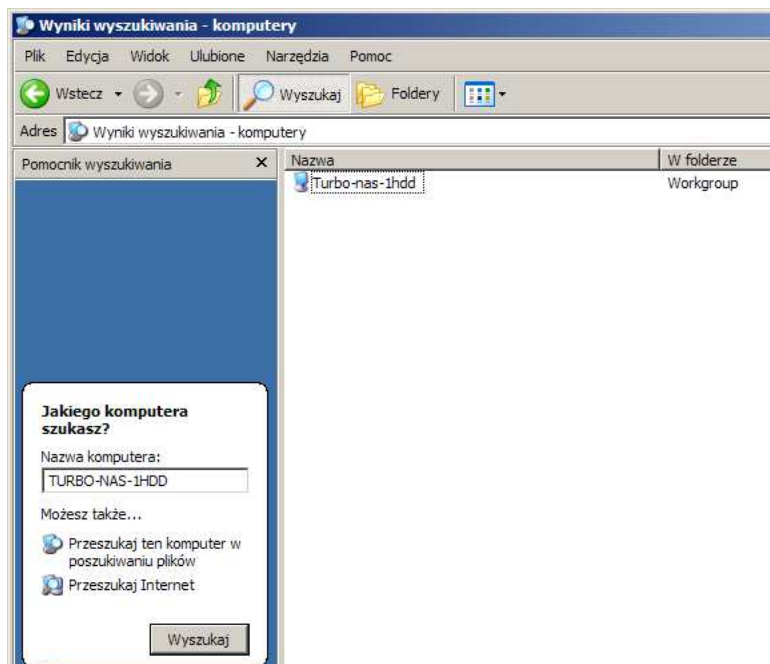 Wyniki wyszukiwania - komputery
Plik Edycja Widok Ulubione Narzędzia Pomoc
Wstecz Wyszukaj Foldery
Adres Wyniki wyszukiwania - komputery
Pomocnik wyszukiwania
Nazwa W folderze
Turbo-nas-1hdd Workgroup
Jakiego komputera
szukasz?
Nazwa komputera:
TURBO-NAS-1HDD
Możesz także...
Przeszukaj ten komputer w
poszukiwaniu plików
Przeszukaj Internet
Wyszukaj